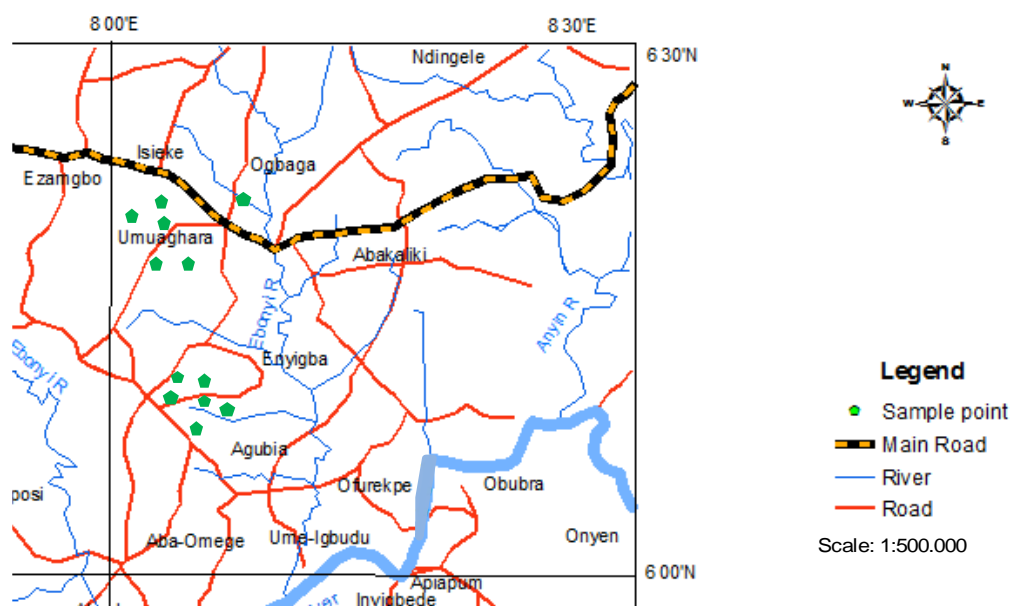 8 00'E
8 30'E
6 30'N
Ndingele
N
W
E
S
Isieke
Ogbaga
Ezamgbo
Umuaghara
Abakaliki
Ebonyi R
Anyin R
Ebonyi R
Enyigba
Legend
Sample point
Main Road
Agubia
River
posi
Ofurekpe
Obubra
Road
Aba-Omege
Ume-Igbudu
Onyen
Scale: 1:500.000
6 00'N
Apiapum
Inyigbede